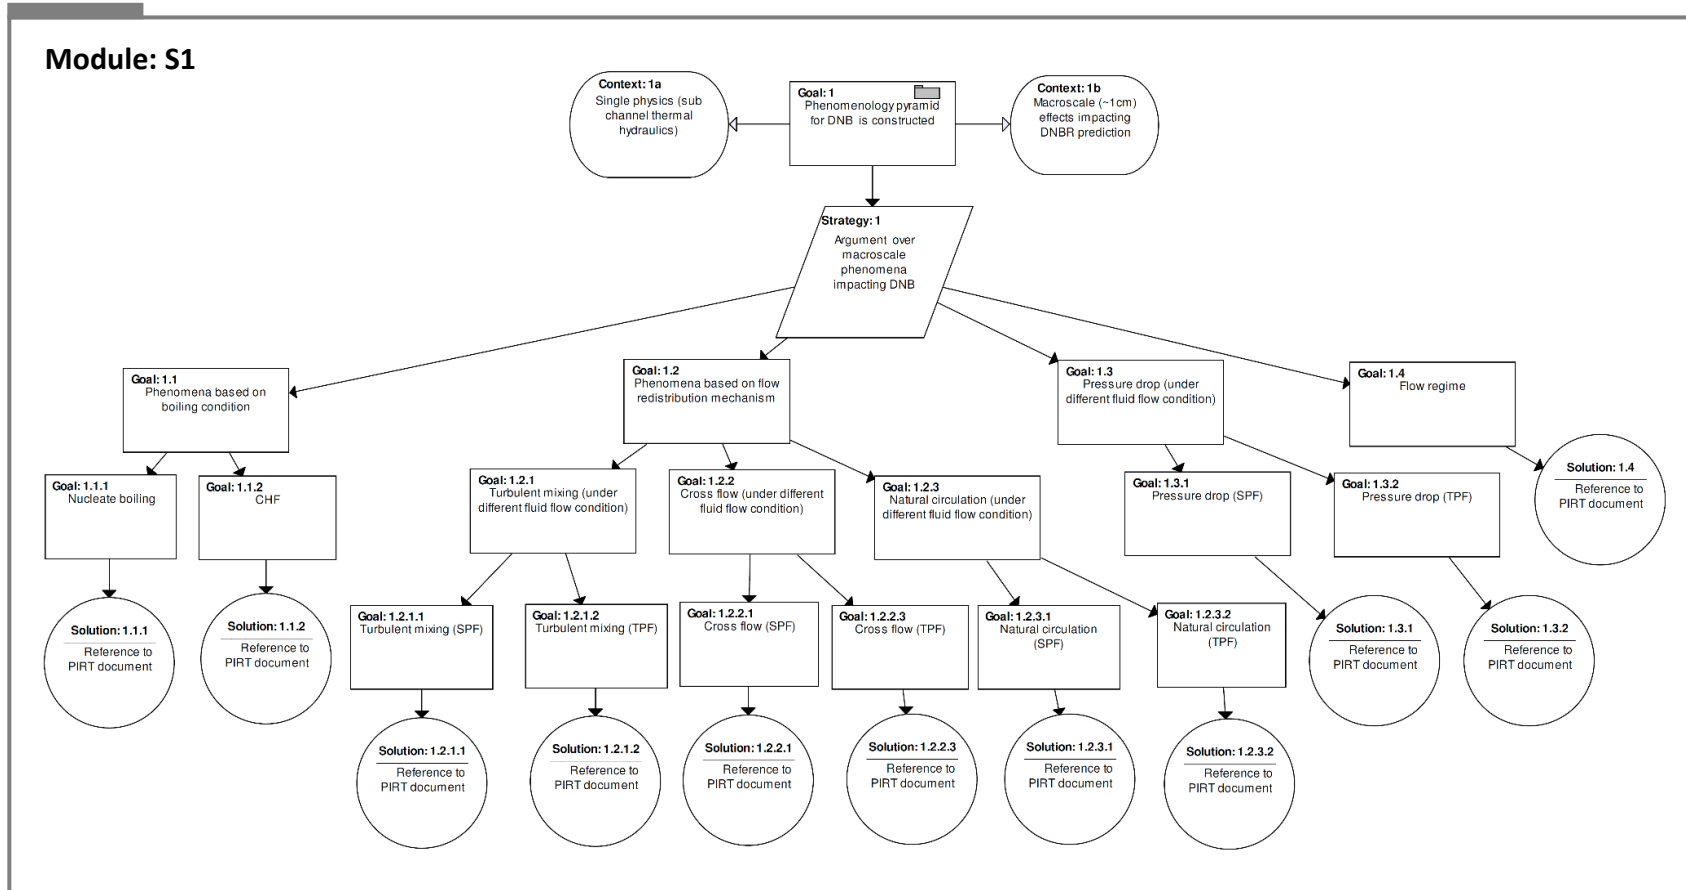 Module: S1
Context: 1a
Single physics (sub
channel thermal
hydraulics)
Goal: 1
Phenomenology pyramid
for DNB is constructed
Context: 1b
Macroscale (~1cm)
effects impacting
DNBR prediction
Strategy: 1
Argument over
macroscale
phenomena
impacting DNB
Goal: 1.1
Phenomena based on
boiling condition
Goal: 1.2
Phenomena based on flow
redistribution mechanism
Goal: 1.3
Pressure drop (under
different fluid flow condition)
Goal: 1.4
Flow regime
Goal: 1.1.1
Nucleate boiling
Goal: 1.1.2
CHF
Goal: 1.2.1
Turbulent mixing (under
different fluid flow condition)
Goal: 1.2.2
Cross flow (under different
fluid flow condition)
Goal: 1.2.3
Natural circulation (under
different fluid flow condition)
Goal: 1.3.1
Pressure drop (SPF)
Goal: 1.3.2
Pressure drop (TPF)
Solution: 1.4
Reference to
PIRT document
Solution: 1.1.1
Reference to
PIRT document
Solution: 1.1.2
Reference to
PIRT document
Goal: 1.2.1.1
Turbulent mixing (SPF)
Goal: 1.2.1.2
Turbulent mixing (TPF)
Goal: 1.2.2.1
Cross flow (SPF)
Goal: 1.2.2.3
Cross flow (TPF)
Goal: 1.2.3.1
Natural circulation
(SPF)
Goal: 1.2.3.2
Natural circulation
(TPF)
Solution: 1.3.1
Reference to
PIRT document
Solution: 1.3.2
Reference to
PIRT document
Solution: 1.2.1.1
Reference to
PIRT document
Solution: 1.2.1.2
Reference to
PIRT document
Solution: 1.2.2.1
Reference to
PIRT document
Solution: 1.2.2.3
Reference to
PIRT document
Solution: 1.2.3.1
Reference to
PIRT document
Solution: 1.2.3.2
Reference to
PIRT document